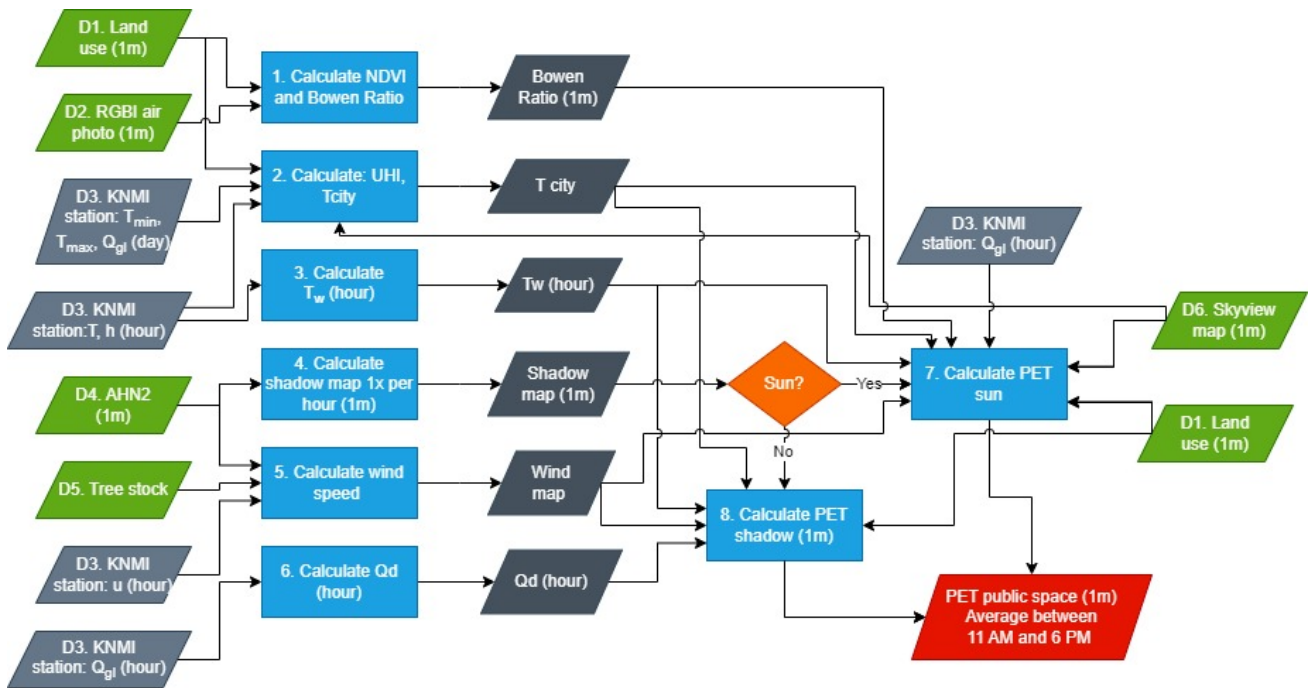 D1. Land
use (1m)
D2. RGBI air
photo (1m)
D3. KNMI
station: Tmin,
Tmax, Qgl (day)
D3. KNMI
station:T, h (hour)
D4. AHN2
(1m)
D5. Tree stock
D3. KNMI
station: u (hour)
D3. KNMI
station: Qgl (hour)
1. Calculate NDVI
and Bowen Ratio
2. Calculate: UHI,
Tcity
3. Calculate
Tw (hour)
4. Calculate
shadow map 1x per
hour (1m)
5. Calculate wind
speed
6. Calculate Qd
(hour)
Bowen
Ratio (1m)
T city
Tw (hour)
Shadow
map (1m)
Wind
map
Qd (hour)
Sun?
Yes
No
D3. KNMI
station: Qgl (hour)
7. Calculate PET
sun
8. Calculate PET
shadow (1m)
D6. Skyview
map (1m)
D1. Land
use (1m)
PET public space (1m)
Average between
11 AM and 6 PM